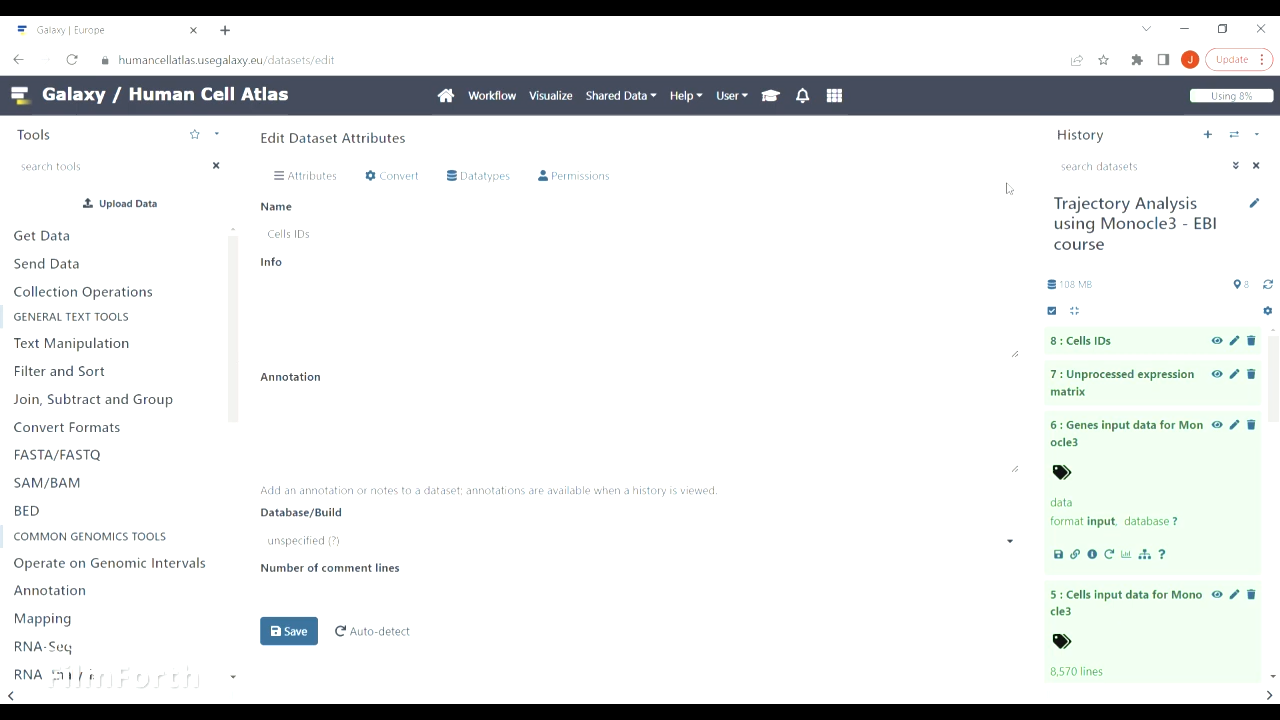 Galaxy | Europe
humancellatlas.usegalaxy.eu/datasets/edit
J
Update
Galaxy / Human Cell Atlas
Workflow
Visualize
Shared Data
Help
User
Using 8%
Tools
search tools
Upload Data
Get Data
Send Data
Collection Operations
GENERAL TEXT TOOLS
Text Manipulation
Filter and Sort
Join, Subtract and Group
Convert Formats
FASTA/FASTQ
SAM/BAM
BED
COMMON GENOMICS TOOLS
Operate on Genomic Intervals
Annotation
Mapping
RNA-Seq
RNA
FilmForth
Edit Dataset Attributes
Attributes
Convert
Datatypes
Permissions
Name
Cells IDs
Info
Annotation
Add an annotation or notes to a dataset; annotations are available when a history is viewed.
Database/Build
unspecified (?)
Number of comment lines
Save
Auto-detect
History
search datasets
Trajectory Analysis
using Monocle3 - EBI
course
108 MB
8
8 : Cells IDs
7 : Unprocessed expression
matrix
6 : Genes input data for Mon
ocle3
data
format input, database ?
?
5 : Cells input data for Mono
cle3
8,570 lines